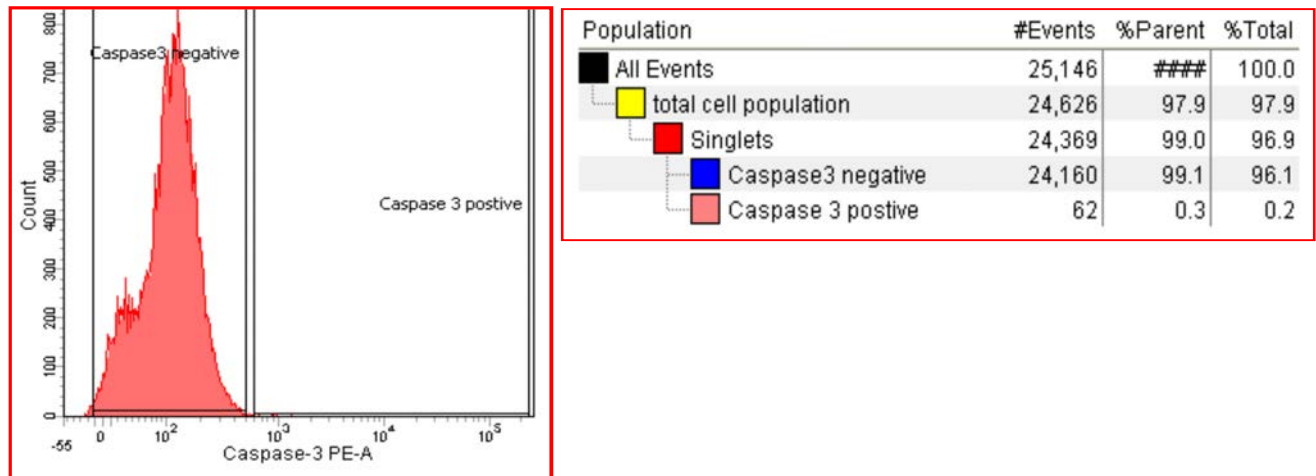 800
700
600
500
400
300
200
100
0
Count
Caspase3 negative
Caspase 3 postive
-55 0 10² 10³ 10⁴ 10⁵
Caspase-3 PE-A
Population #Events %Parent %Total
All Events 25,146 #### 100.0
total cell population 24,626 97.9 97.9
Singlets 24,369 99.0 96.9
Caspase3 negative 24,160 99.1 96.1
Caspase 3 postive 62 0.3 0.2